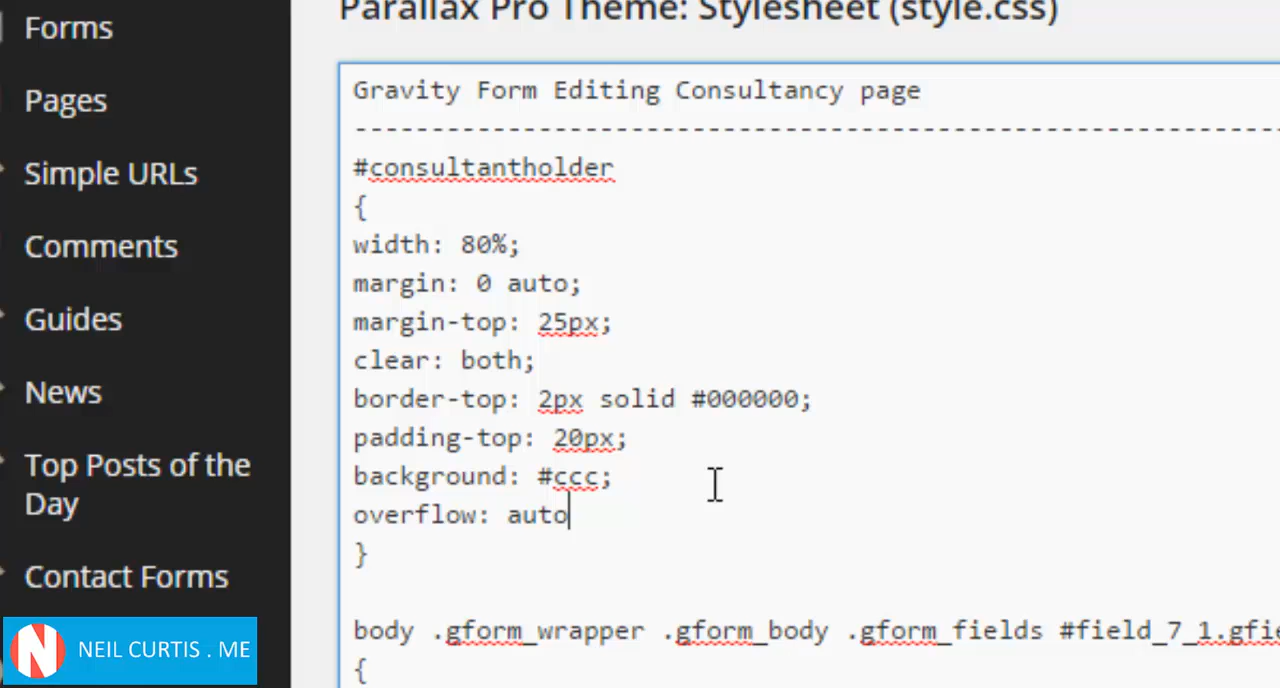 Forms
Pages
Simple URLs
Comments
Guides
News
Top Posts of the
Day
Contact Forms
NEIL CURTIS . ME
Parallax Pro Theme: Stylesheet (style.css)
Gravity Form Editing Consultancy page
------------------------------------------------------------
#consultantholder
{
width: 80%;
margin: 0 auto;
margin-top: 25px;
clear: both;
border-top: 2px solid #000000;
padding-top: 20px;
background: #ccc;
overflow: auto
}
body .gform_wrapper .gform_body .gform_fields #field_7_1.gfie
{